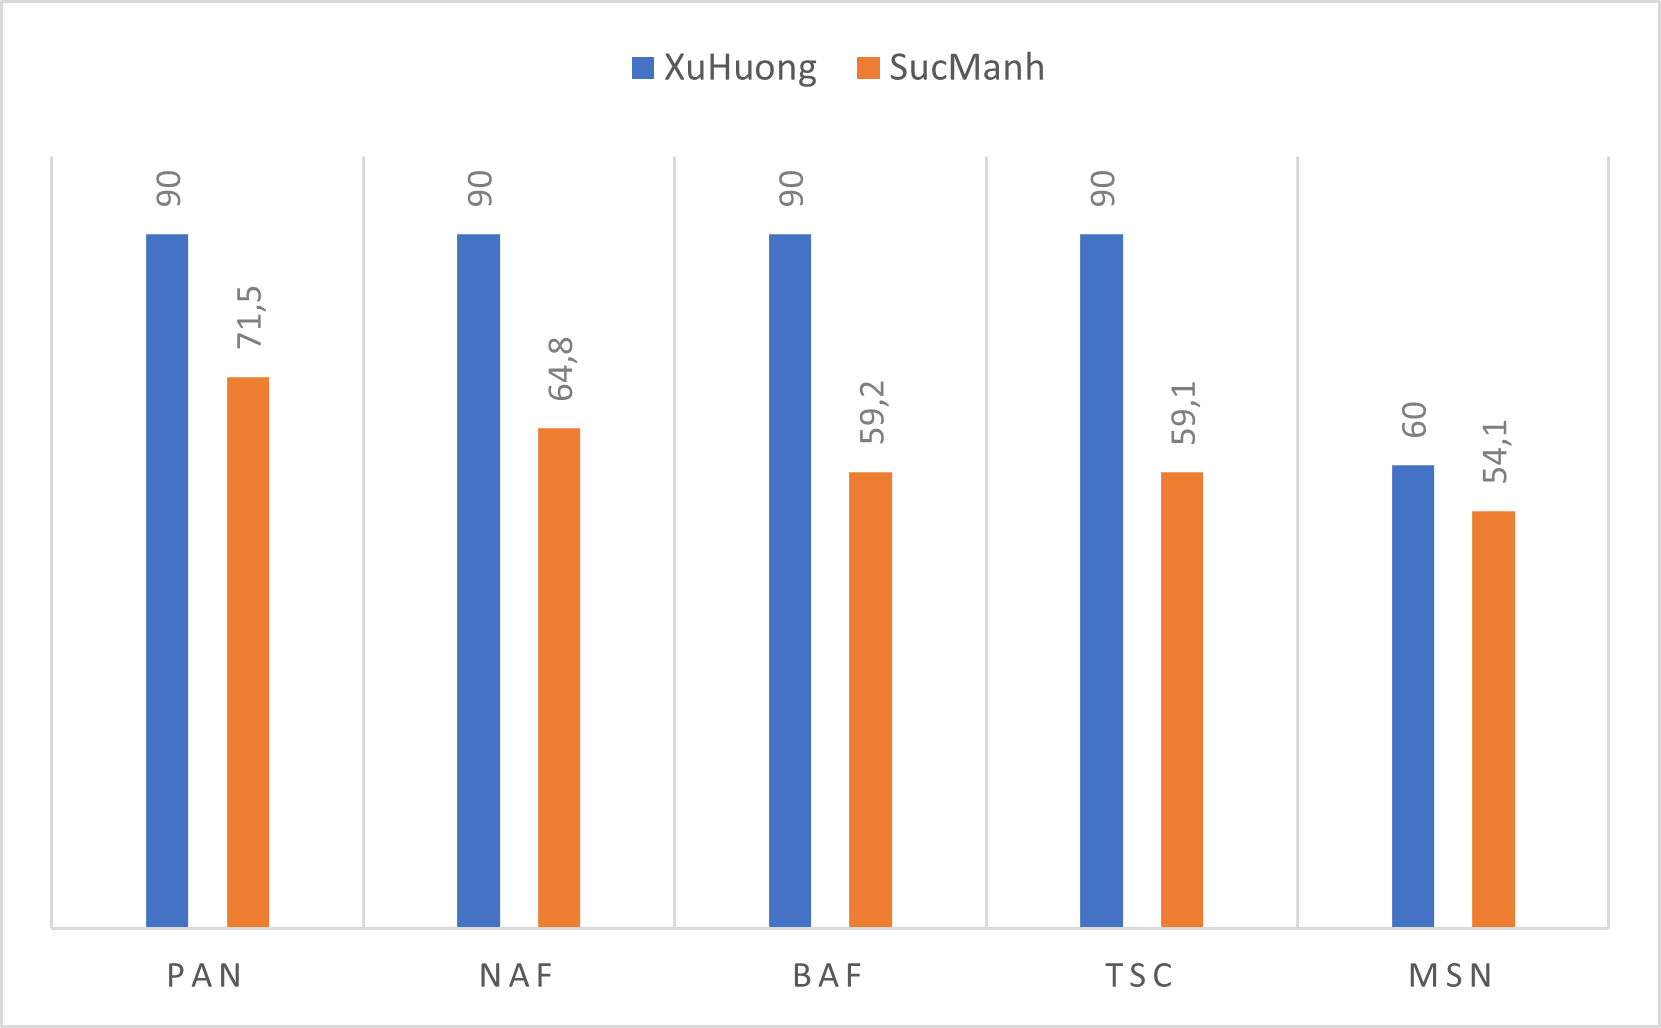 XuHuong SucManh
90 71,5 90 64,8 90 59,2 90 59,1 60 54,1
PAN NAF BAF TSC MSN